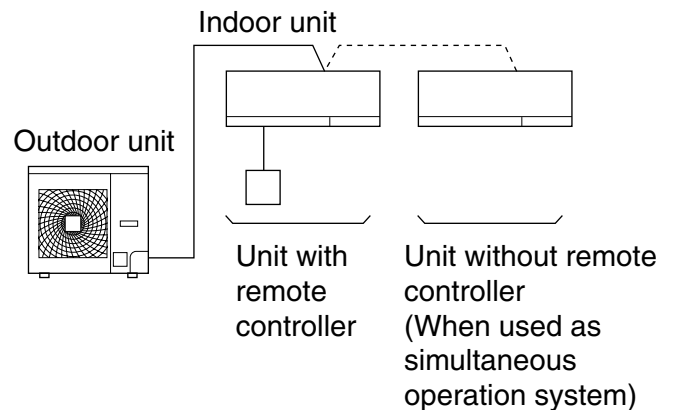 Indoor unit
Outdoor unit
Unit with
remote
controller
Unit without remote
controller
(When used as
simultaneous
operation system)